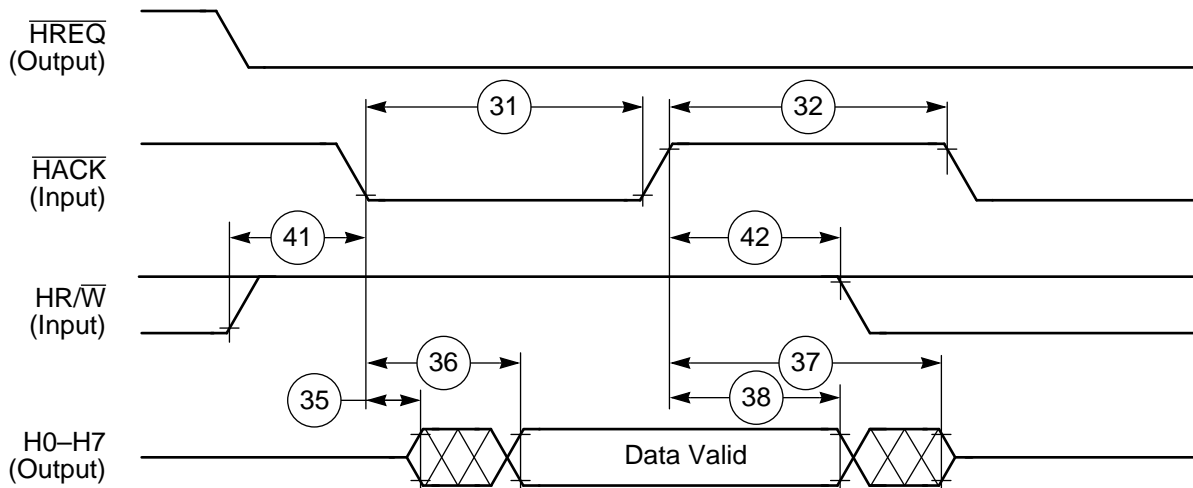 HREQ
(Output)
31
32
HACK
(Input)
41
42
HR/W
(Input)
36
37
35
38
H0–H7
(Output)
Data Valid